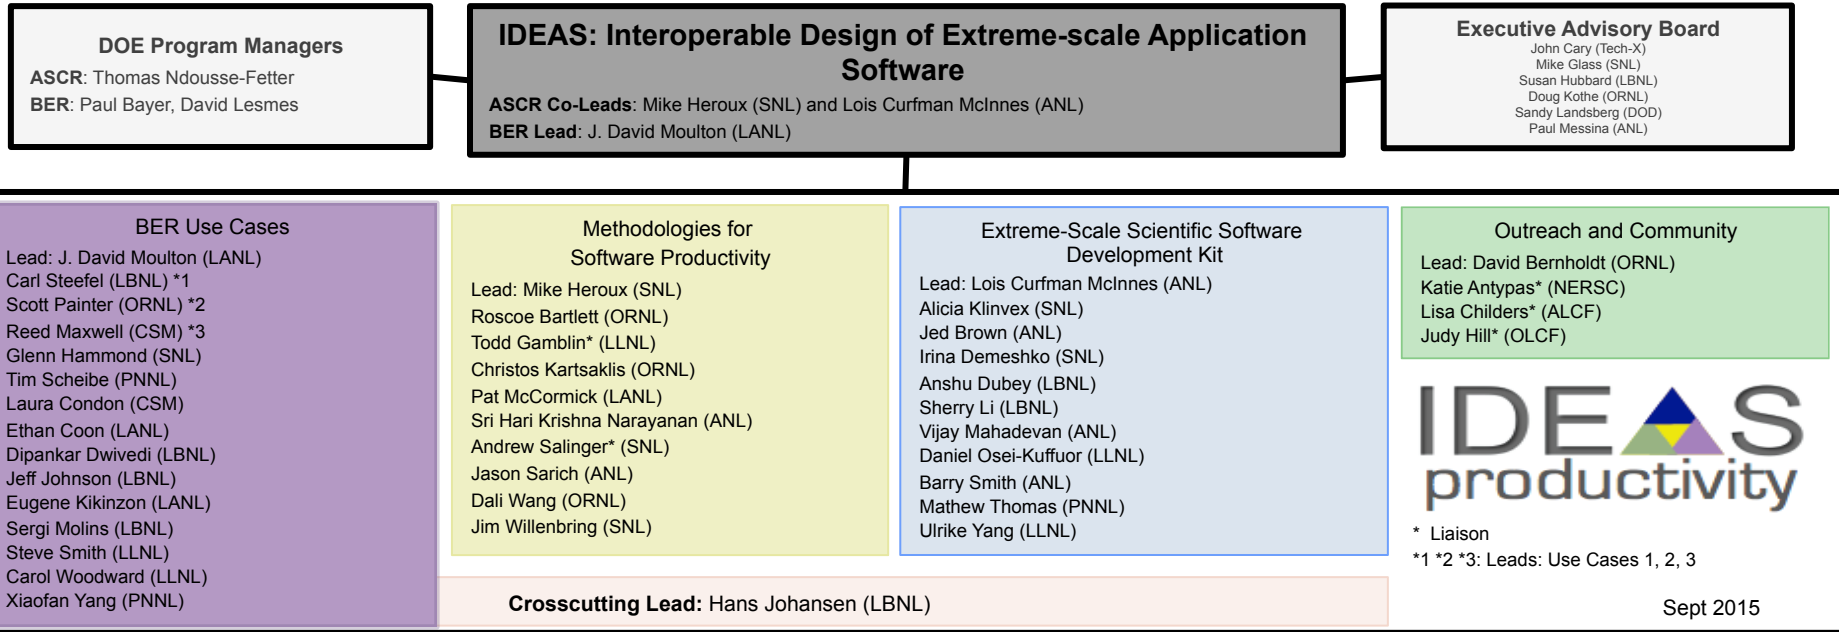 DOE Program Managers
ASCR: Thomas Ndousse-Fetter
BER: Paul Bayer, David Lesmes
IDEAS: Interoperable Design of Extreme-scale Application
Software
ASCR Co-Leads: Mike Heroux (SNL) and Lois Curfman McInnes (ANL)
BER Lead: J. David Moulton (LANL)
Executive Advisory Board
John Cary (Tech-X)
Mike Glass (SNL)
Susan Hubbard (LBNL)
Doug Kothe (ORNL)
Sandy Landsberg (DOD)
Paul Messina (ANL)
BER Use Cases
Lead: J. David Moulton (LANL)
Carl Steefel (LBNL) *1
Scott Painter (ORNL) *2
Reed Maxwell (CSM) *3
Glenn Hammond (SNL)
Tim Scheibe (PNNL)
Laura Condon (CSM)
Ethan Coon (LANL)
Dipankar Dwivedi (LBNL)
Jeff Johnson (LBNL)
Eugene Kikinzon (LANL)
Sergi Molins (LBNL)
Steve Smith (LLNL)
Carol Woodward (LLNL)
Xiaofan Yang (PNNL)
Methodologies for
Software Productivity
Lead: Mike Heroux (SNL)
Roscoe Bartlett (ORNL)
Todd Gamblin* (LLNL)
Christos Kartsaklis (ORNL)
Pat McCormick (LANL)
Sri Hari Krishna Narayanan (ANL)
Andrew Salinger* (SNL)
Jason Sarich (ANL)
Dali Wang (ORNL)
Jim Willenbring (SNL)
Extreme-Scale Scientific Software
Development Kit
Lead: Lois Curfman McInnes (ANL)
Alicia Klinvex (SNL)
Jed Brown (ANL)
Irina Demeshko (SNL)
Anshu Dubey (LBNL)
Sherry Li (LBNL)
Vijay Mahadevan (ANL)
Daniel Osei-Kuffuor (LLNL)
Barry Smith (ANL)
Mathew Thomas (PNNL)
Ulrike Yang (LLNL)
Outreach and Community
Lead: David Bernholdt (ORNL)
Katie Antypas* (NERSC)
Lisa Childers* (ALCF)
Judy Hill* (OLCF)
IDEAS
productivity
* Liaison
*1 *2 *3: Leads: Use Cases 1, 2, 3
Crosscutting Lead: Hans Johansen (LBNL)
Sept 2015